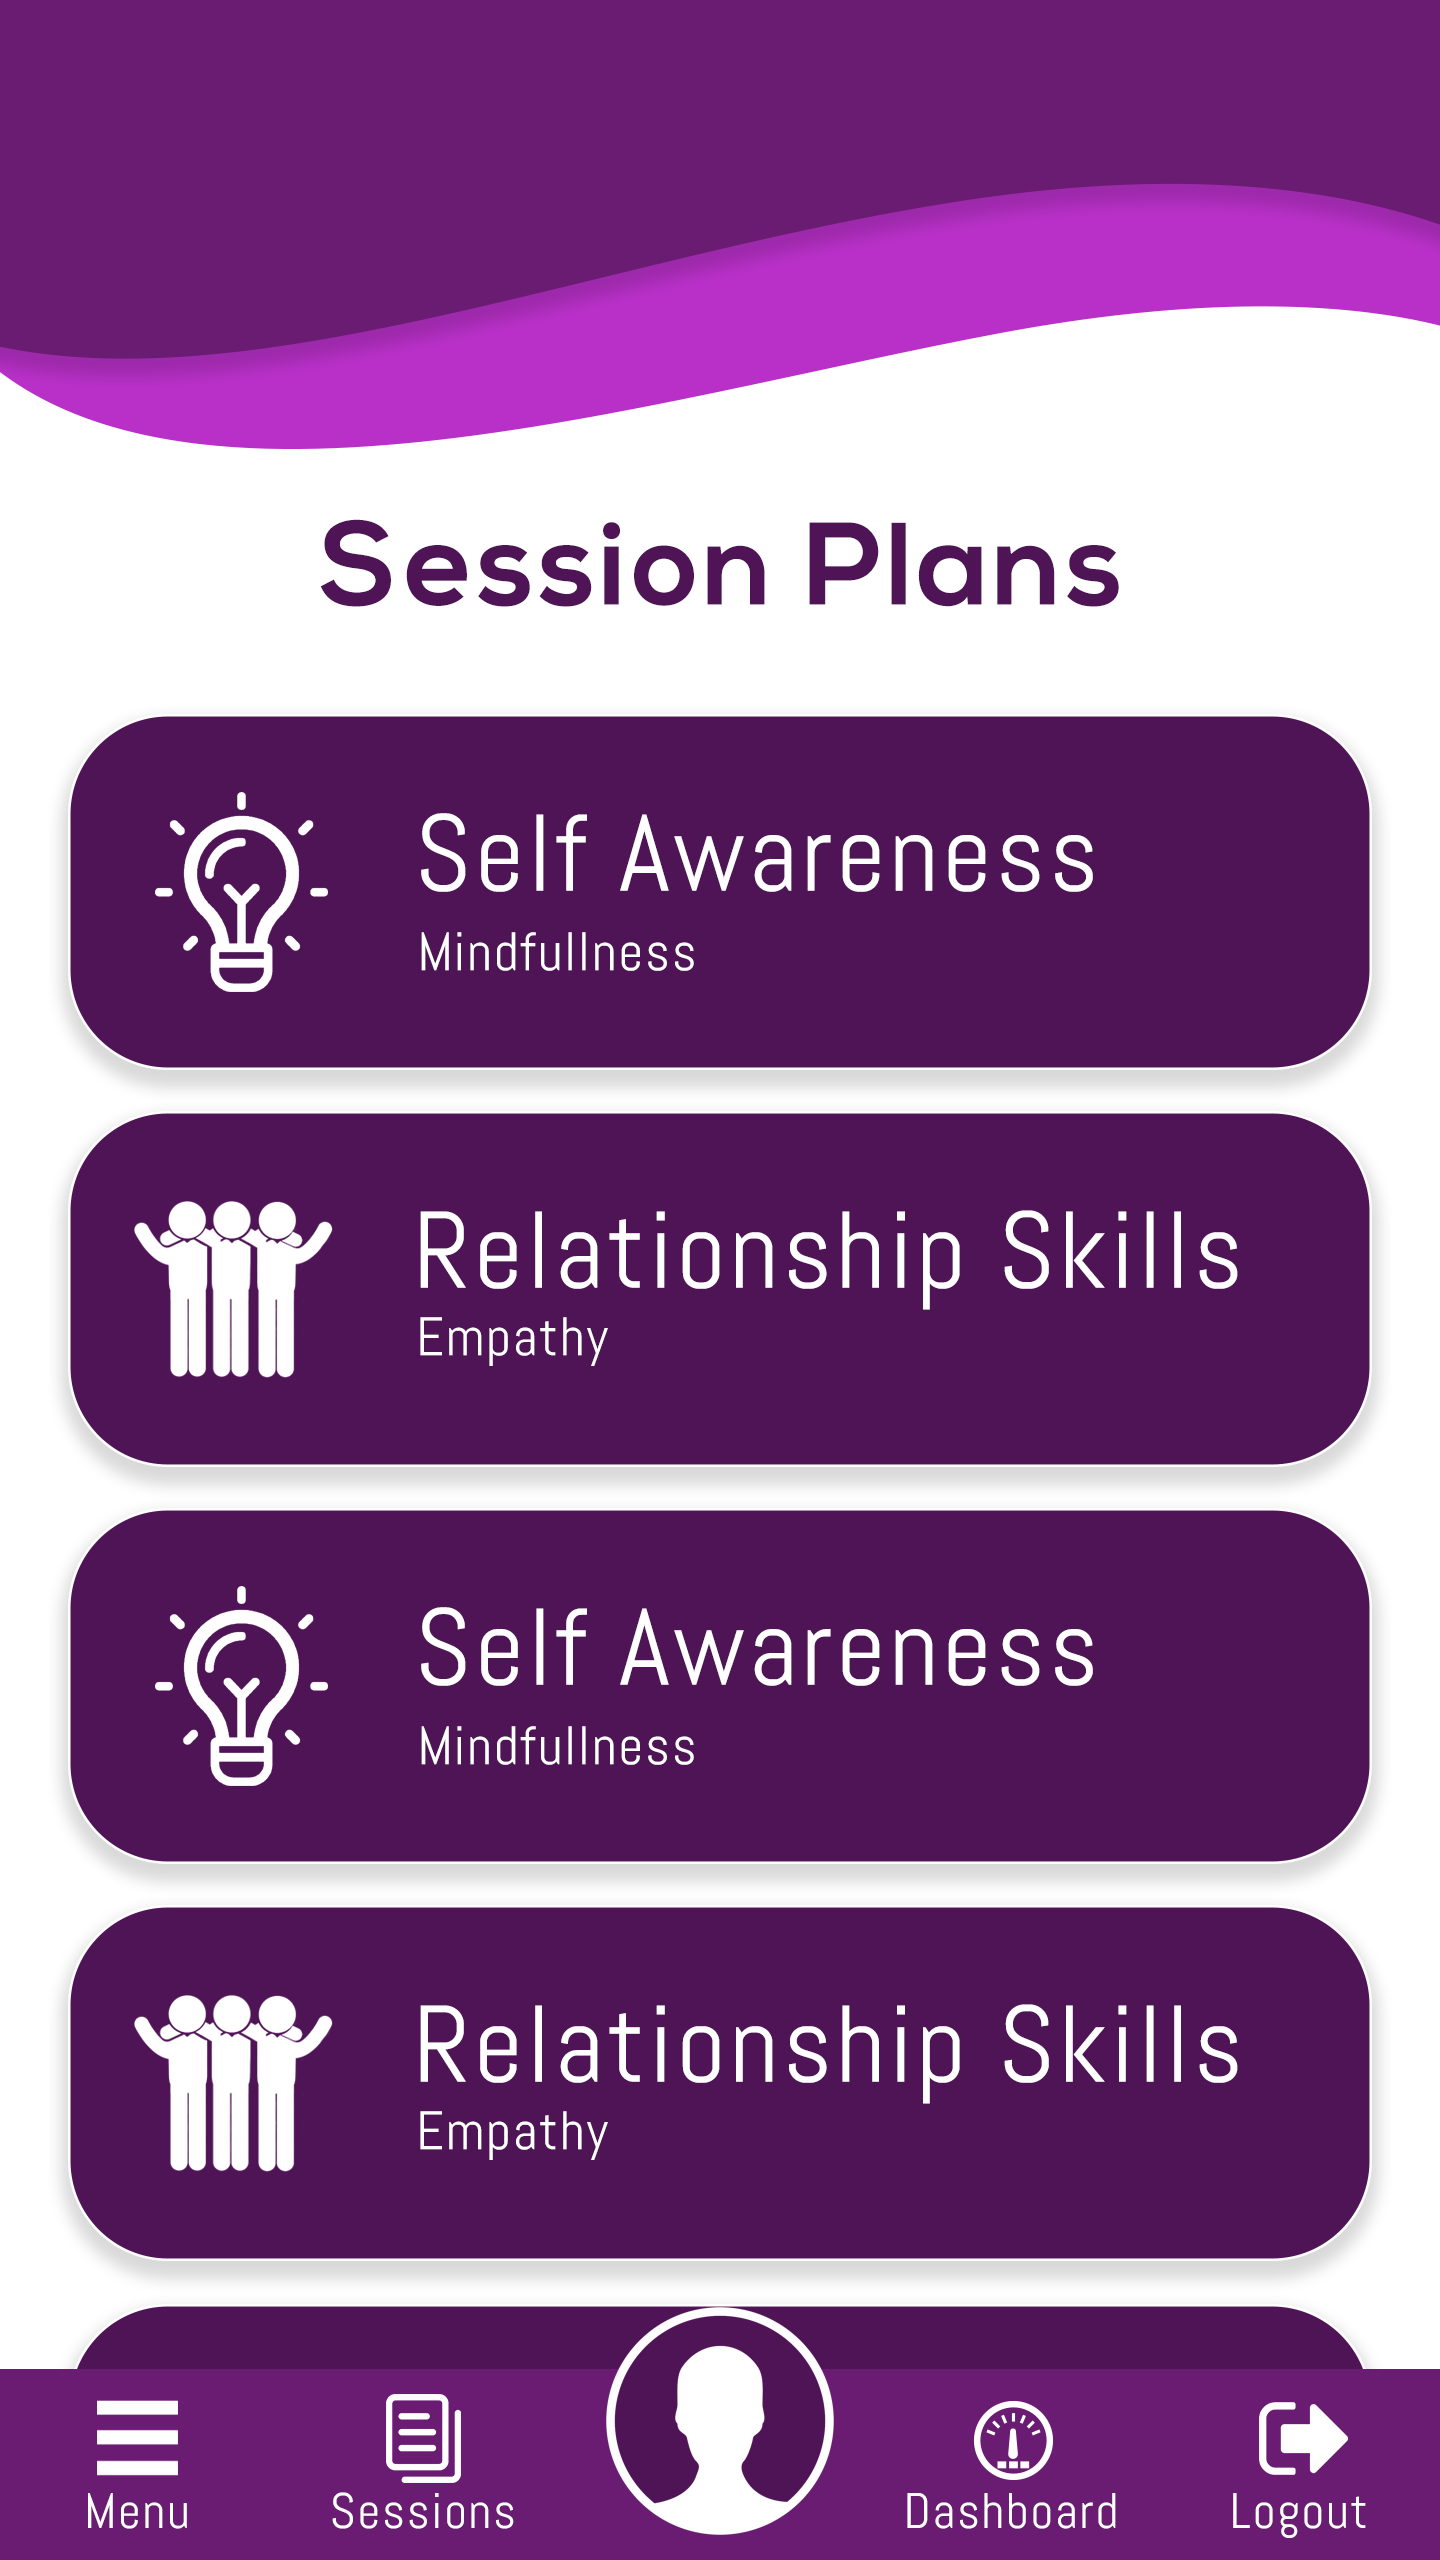 Session Plans
Self Awareness
Mindfullness
Relationship Skills
Empathy
Self Awareness
Mindfullness
Relationship Skills
Empathy
Menu
Sessions
Dashboard
Logout